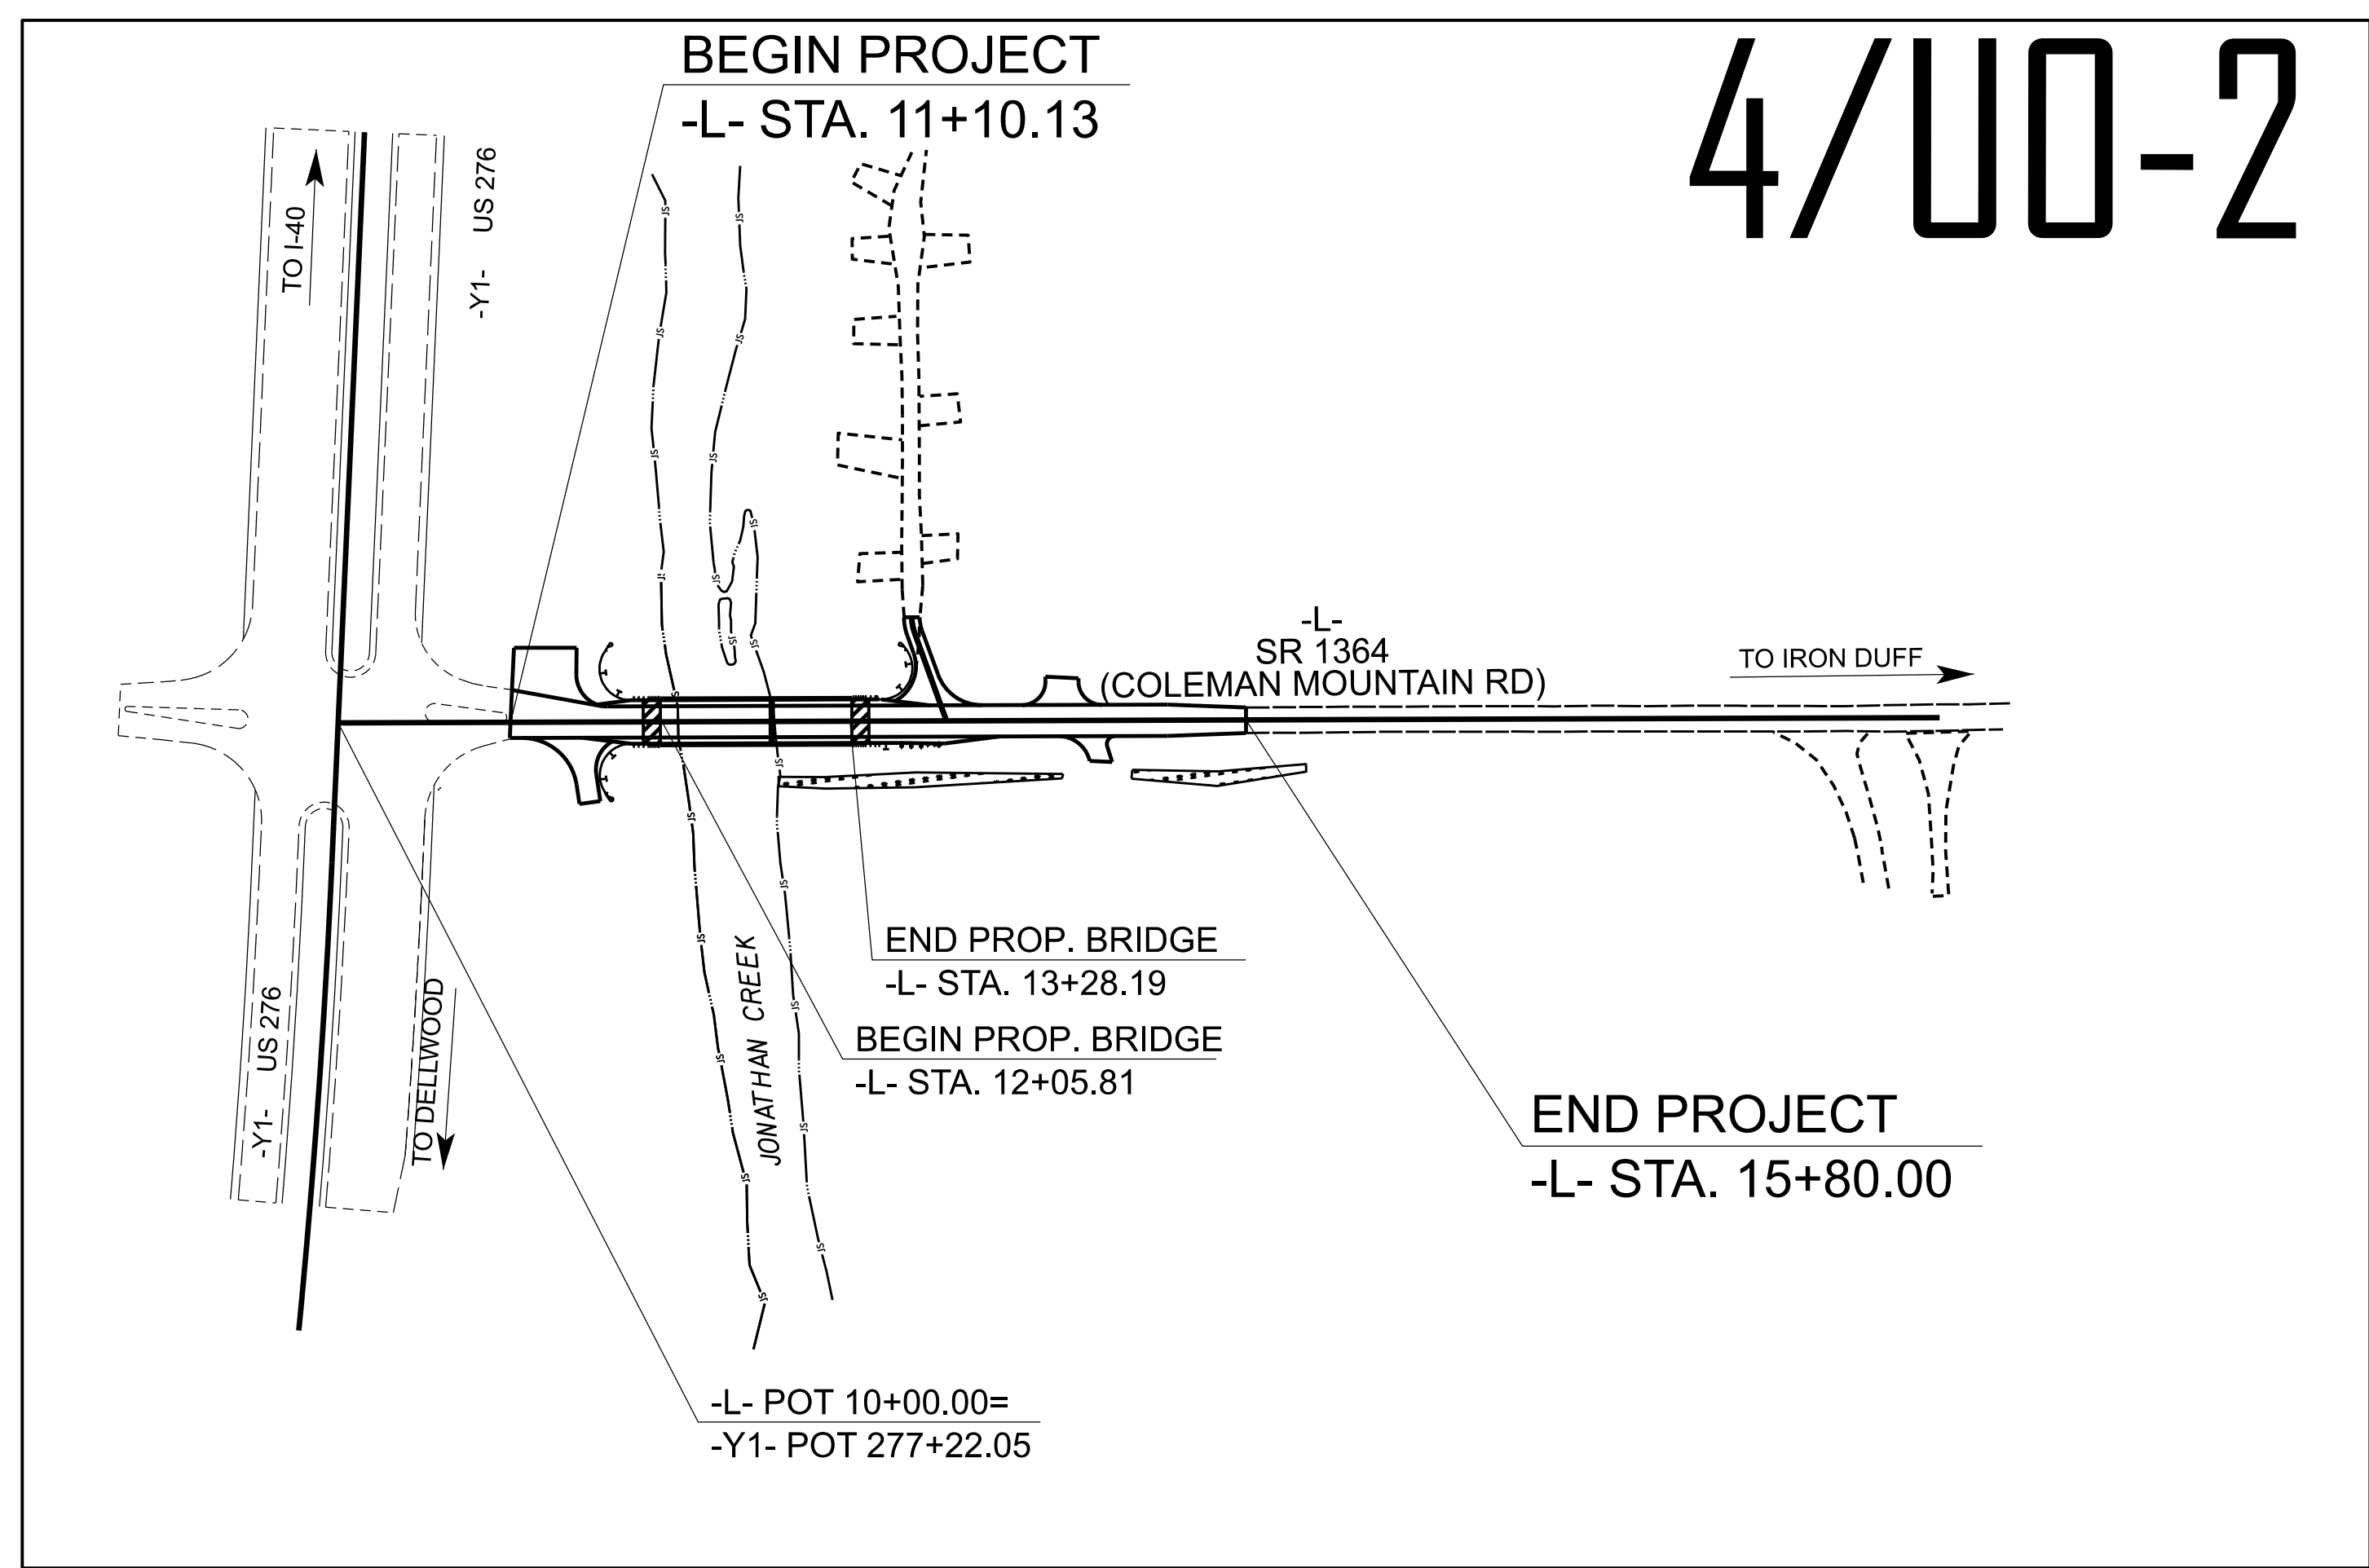 BEGIN PROJECT
-L- STA. 11+10.13
4/UO-2
TO I-40
-Y1- US 276
-L-
SR 1364
(COLEMAN MOUNTAIN RD)
TO IRON DUFF
END PROP. BRIDGE
-L- STA. 13+28.19
BEGIN PROP. BRIDGE
-L- STA. 12+05.81
JONATHAN CREEK
-Y1- US 276
TO DELLWOOD
END PROJECT
-L- STA. 15+80.00
-L- POT 10+00.00=
-Y1- POT 277+22.05